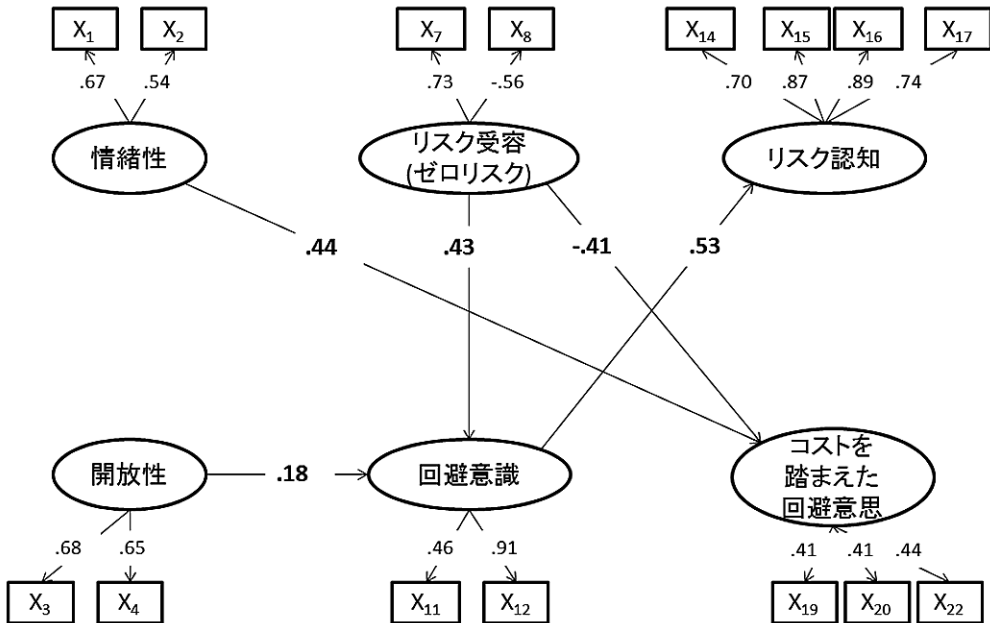 X1 X2 X7 X8 X14 X15 X16 X17
.67 .54 .73 -.56 .70 .87 .89 .74
情緒性
リスク受容
(ゼロリスク)
リスク認知
.44 .43 -.41 .53
開放性
.18
回避意識
コストを
踏まえた
回避意思
.68 .65 .46 .91 .41 .41 .44
X3 X4 X11 X12 X19 X20 X22